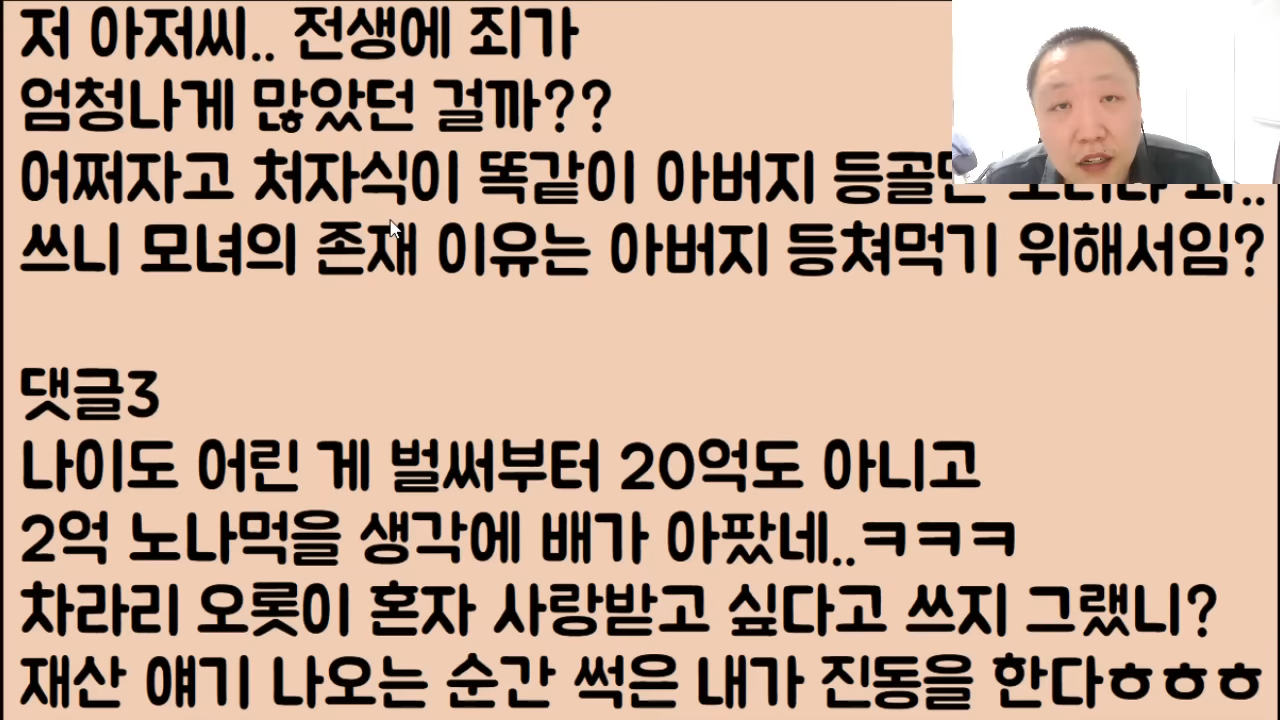 저 아저씨.. 전생에 죄가
엄청나게 많았던 걸까??
어쩌자고 처자식이 똑같이 아버지
쓰니 모녀의 존재 이유는 아버지 등쳐먹기 위해서임?
댓글3
나이도 어린 게 벌써부터 20억도 아니고
2억 노나먹을 생각에 배가 아팠네..ㅋㅋㅋ
차라리 오롯이 혼자 사랑받고 싶다고 쓰지 그랬니?
재산 얘기 나오는 순간 썩은 내가 진동을 한다ㅎㅎㅎ